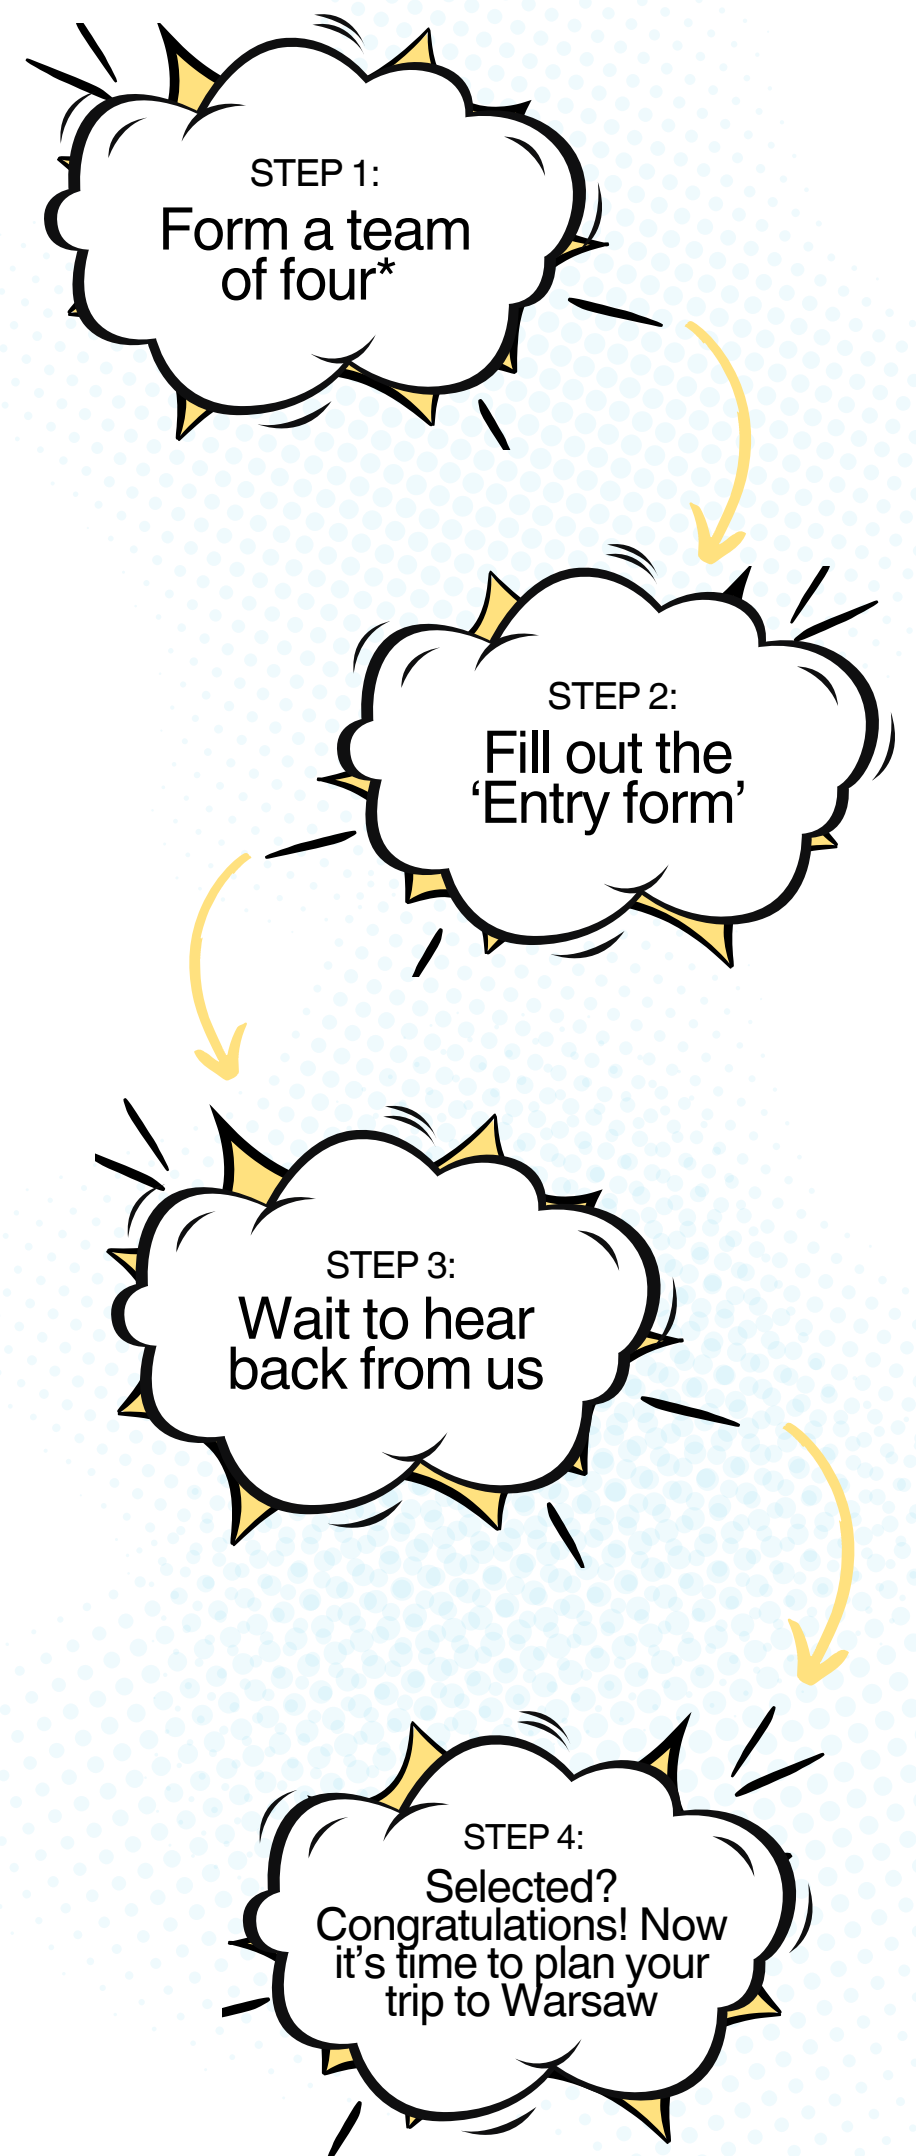 STEP 1:
Form a team
of four*
STEP 2:
Fill out the
‘Entry form’
STEP 3:
Wait to hear
back from us
STEP 4:
Selected?
Congratulations! Now
it’s time to plan your
trip to Warsaw